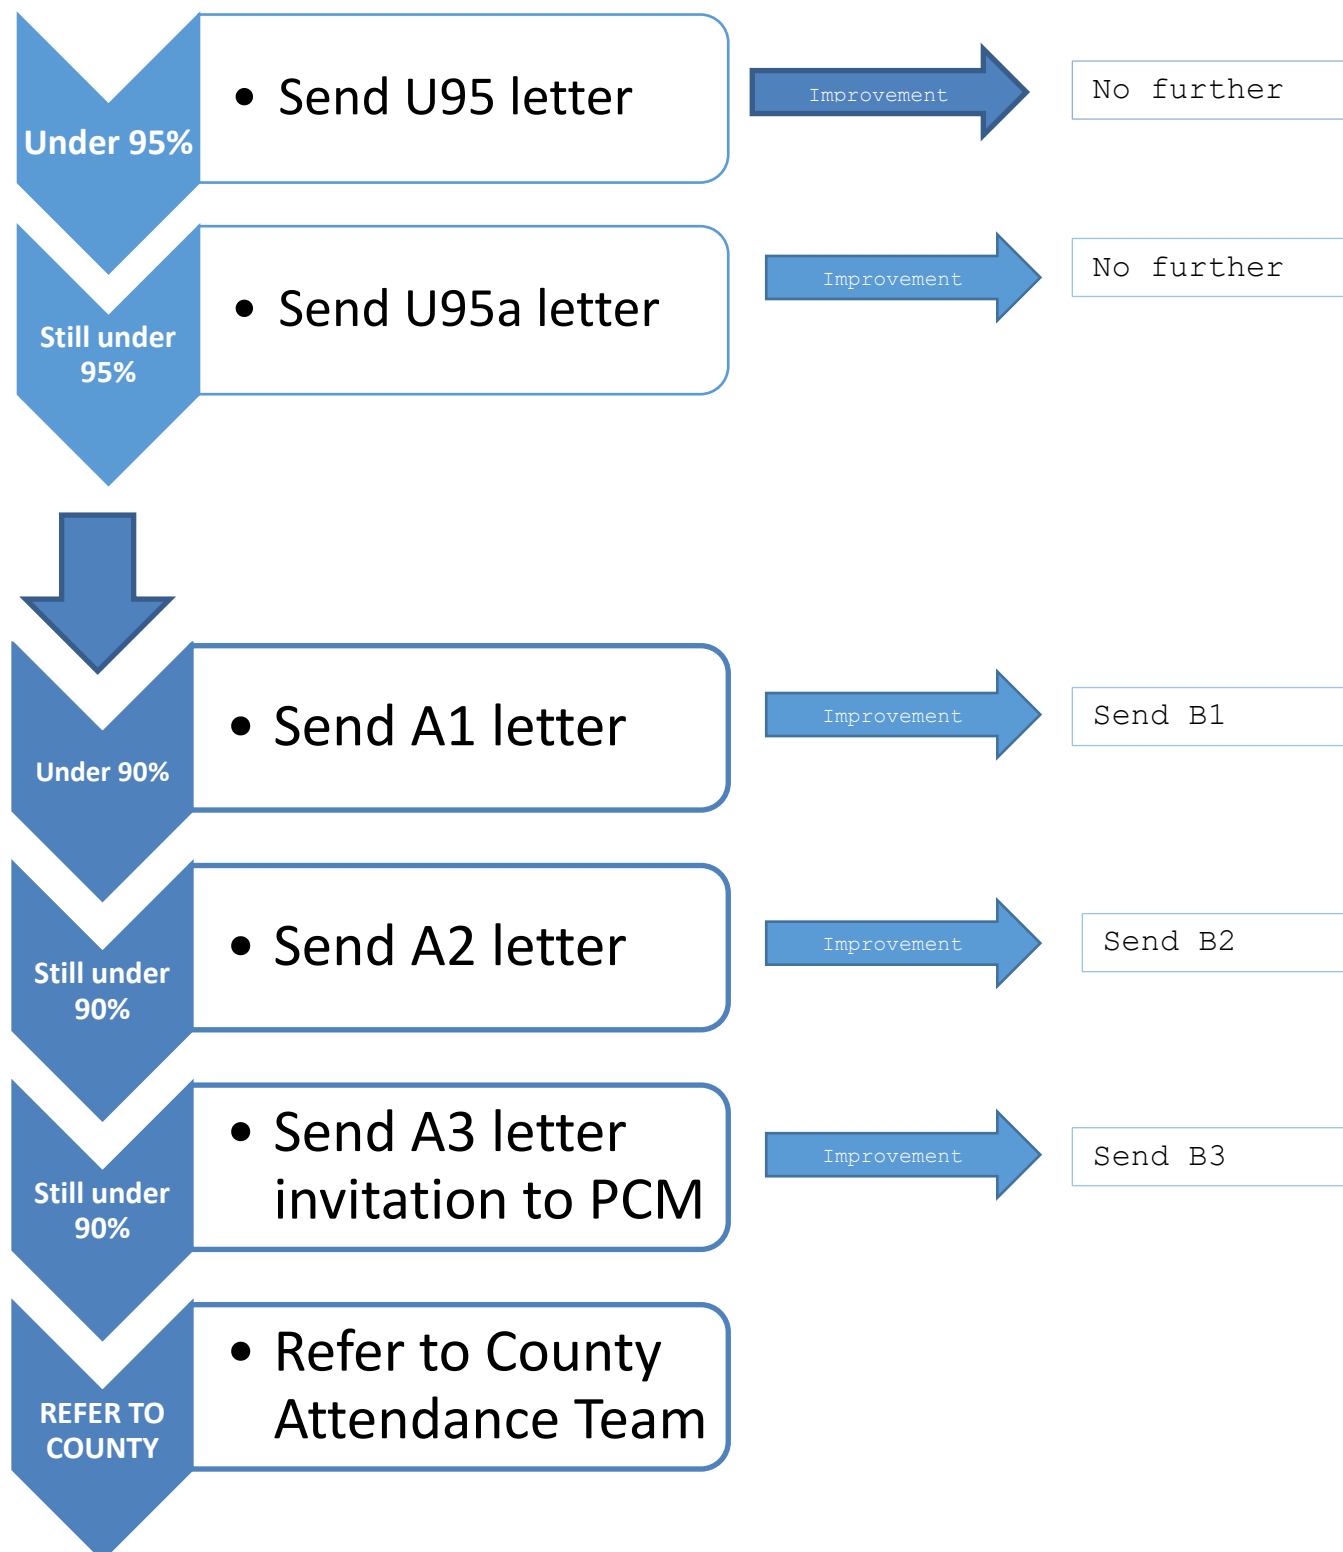 Under 95%
• Send U95 letter
Improvement
No further
Still under
95%
• Send U95a letter
Improvement
No further
Under 90%
• Send A1 letter
Improvement
Send B1
Still under
90%
• Send A2 letter
Improvement
Send B2
Still under
90%
• Send A3 letter
invitation to PCM
Improvement
Send B3
REFER TO
COUNTY
• Refer to County
Attendance Team